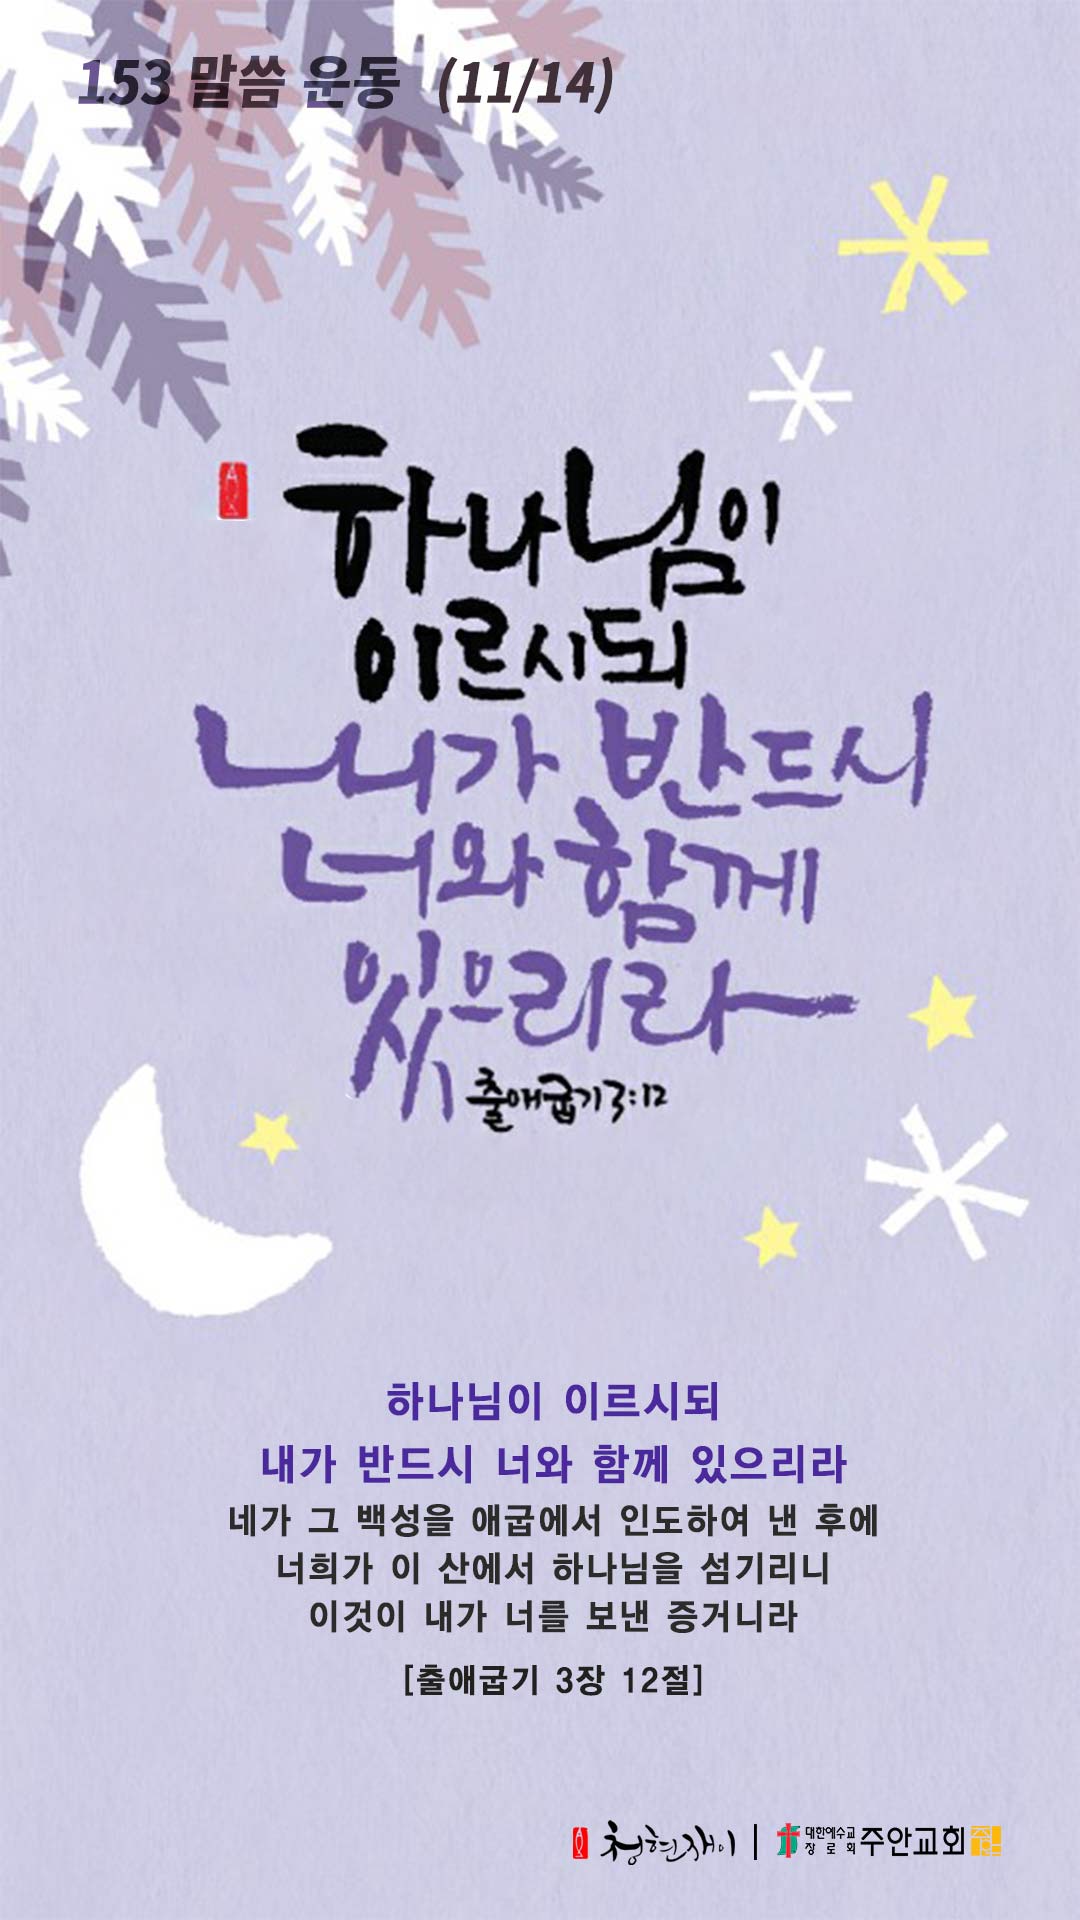 153 말씀 운동 (11/14)
하나님이
이르시되
내가 반드시
너와 함께
있으리라
출애굽기 3:12
하나님이 이르시되
내가 반드시 너와 함께 있으리라
네가 그 백성을 애굽에서 인도하여 낸 후에
너희가 이 산에서 하나님을 섬기리니
이것이 내가 너를 보낸 증거니라
[출애굽기 3장 12절]
청현재이 | 대한예수교
장로회 주안교회